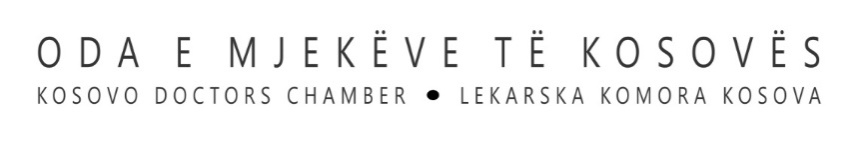 ODA E MJEKËVE TË KOSOVËS
KOSOVO DOCTORS CHAMBER • LEKARSKA KOMORA KOSOVA